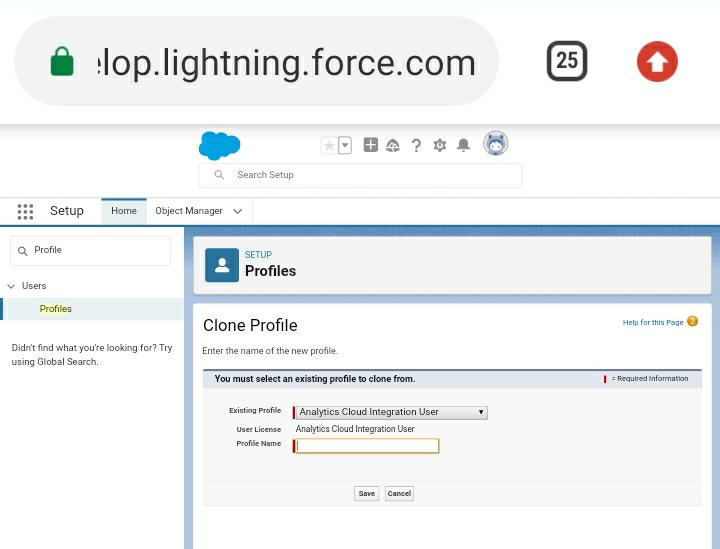 elop.lightning.force.com
25
Search Setup
Setup
Home
Object Manager
Profile
Users
Profiles
Didn't find what you're looking for? Try
using Global Search.
SETUP
Profiles
Clone Profile
Help for this Page ?
Enter the name of the new profile.
You must select an existing profile to clone from.
= Required Information
Existing Profile
Analytics Cloud Integration User
User License
Analytics Cloud Integration User
Profile Name
Save
Cancel